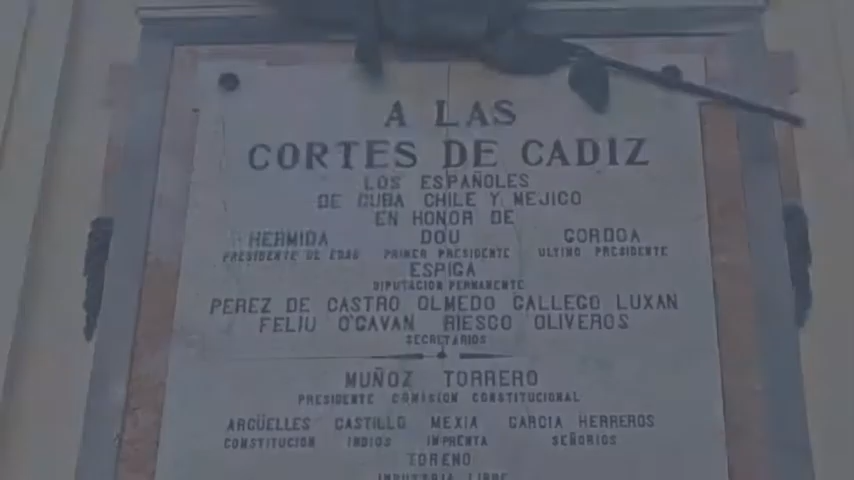 A LAS
CORTES DE CADIZ
LOS ESPAÑOLES
DE CUBA CHILE Y MEJICO
EN HONOR DE
HERMIDA DOU GORDOA
PRESIDENTE DE EDAD PRIMER PRESIDENTE ULTIMO PRESIDENTE
ESPIGA
DIPUTACION PERMANENTE
PEREZ DE CASTRO OLMEDO GALLEGO LUXAN
FELIU O'GAVAN RIESCO OLIVEROS
SECRETARIOS
MUÑOZ TORRERO
PRESIDENTE COMISION CONSTITUCIONAL
ARGÜELLES CASTILLO MEXIA GARCIA HERREROS
CONSTITUCION INDIOS IMPRENTA SEÑORIOS
TORENO
INDUSTRIA LIBRE